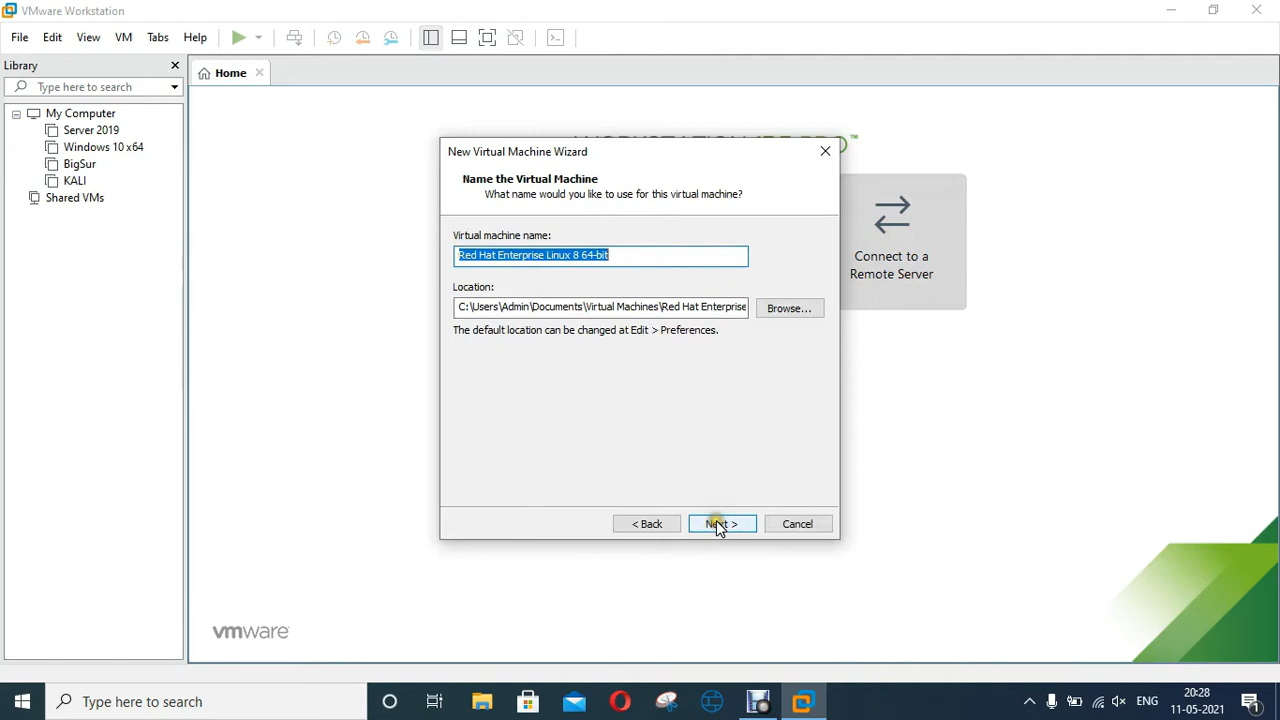 VMware Workstation
File Edit View VM Tabs Help
Library
Type here to search
My Computer
Server 2019
Windows 10 x64
BigSur
KALI
Shared VMs
Home
New Virtual Machine Wizard
Name the Virtual Machine
What name would you like to use for this virtual machine?
Virtual machine name:
Red Hat Enterprise Linux 8 64-bit
Location:
C:\Users\Admin\Documents\Virtual Machines\Red Hat Enterprise
Browse...
The default location can be changed at Edit > Preferences.
< Back Next > Cancel
Connect to a
Remote Server
vmware
Type here to search
ENG
20:28
11-05-2021
1